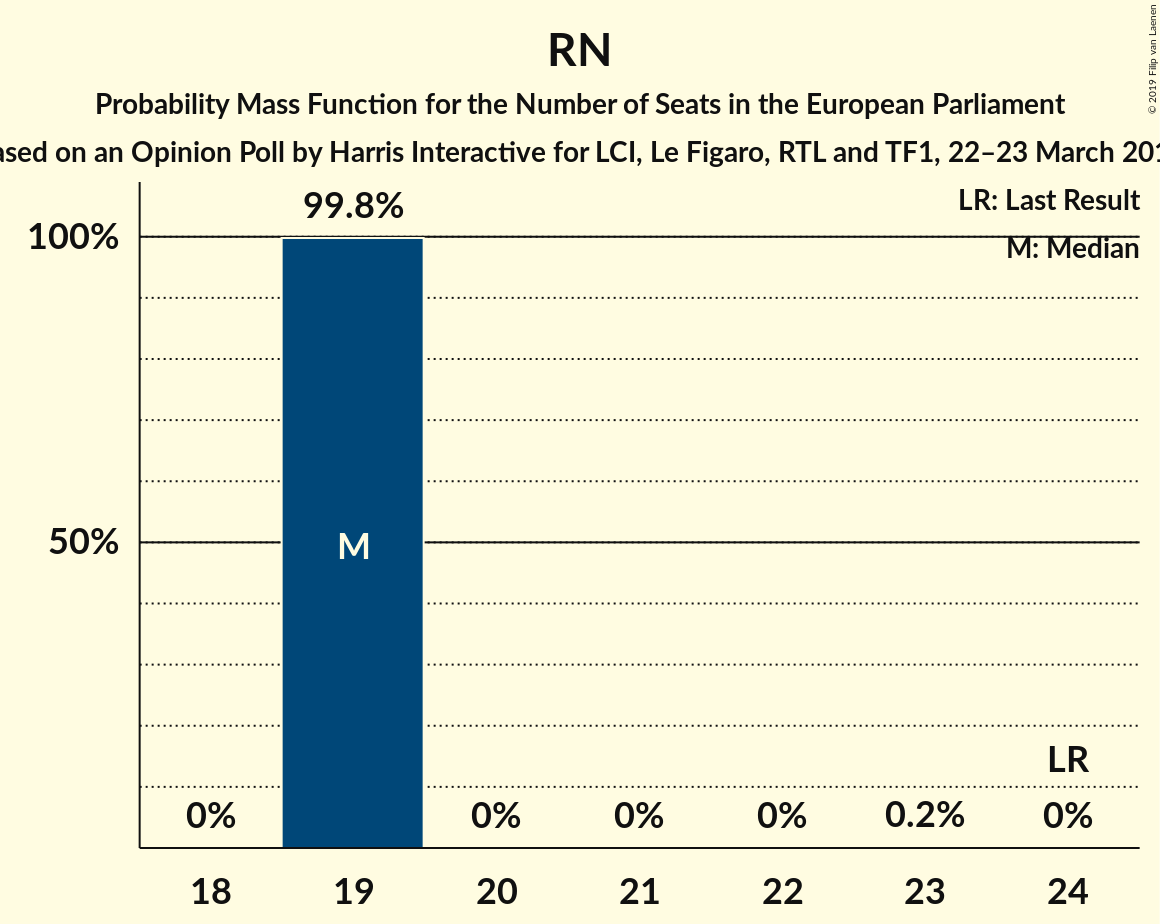 RN
Probability Mass Function for the Number of Seats in the European Parliament
ased on an Opinion Poll by Harris Interactive for LCI, Le Figaro, RTL and TF1, 22–23 March 201
© 2019 Filip van Laenen
LR: Last Result
M: Median
100%
50%
99.8%
M
LR
0%
0%
0%
0%
0.2%
0%
18
19
20
21
22
23
24